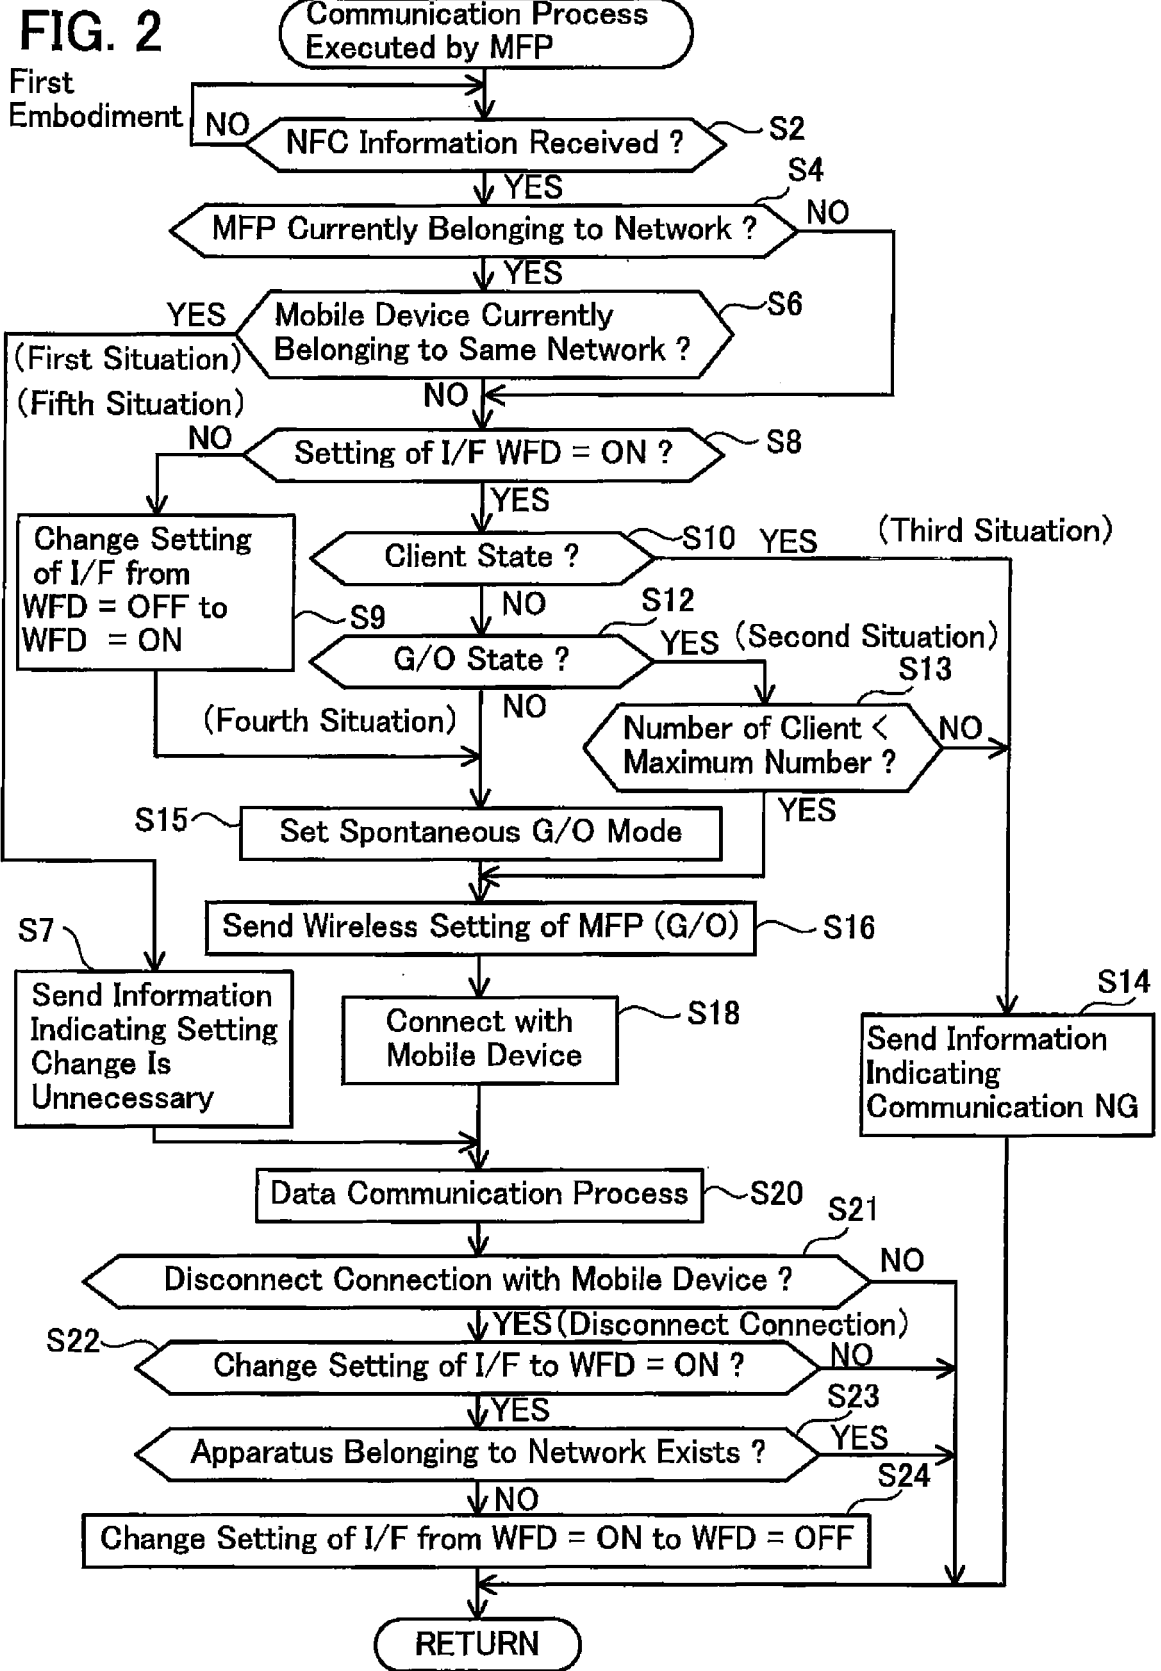 FIG. 2
Communication Process
Executed by MFP
First
Embodiment
NO
NFC Information Received ?
S2
YES
S4
MFP Currently Belonging to Network ?
NO
YES
YES
Mobile Device Currently
Belonging to Same Network ?
S6
(First Situation)
(Fifth Situation)
NO
NO
Setting of I/F WFD = ON ?
S8
YES
Change Setting
of I/F from
WFD = OFF to
WFD = ON
S9
Client State ?
S10
YES
(Third Situation)
NO
S12
G/O State ?
YES
(Second Situation)
S13
NO
(Fourth Situation)
Number of Client <
Maximum Number ?
NO
YES
S15
Set Spontaneous G/O Mode
Send Wireless Setting of MFP (G/O)
S16
S7
Send Information
Indicating Setting
Change Is
Unnecessary
Connect with
Mobile Device
S18
S14
Send Information
Indicating
Communication NG
Data Communication Process
S20
S21
Disconnect Connection with Mobile Device ?
NO
YES (Disconnect Connection)
S22
Change Setting of I/F to WFD = ON ?
NO
YES
S23
Apparatus Belonging to Network Exists ?
YES
NO
S24
Change Setting of I/F from WFD = ON to WFD = OFF
RETURN